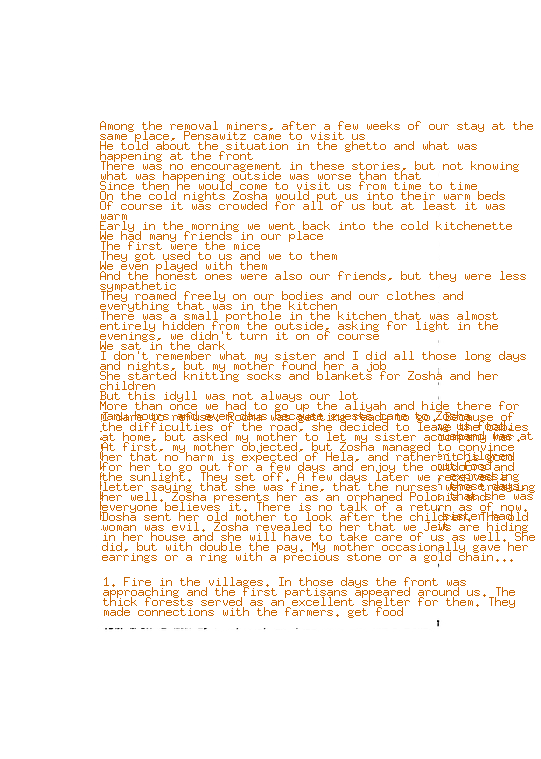 Among the removal miners, after a few weeks of our stay at the
same place, Pensawitz came to visit us
He told about the situation in the ghetto and what was
happening at the front
There was no encouragement in these stories, but not knowing
what was happening outside was worse than that
Since then he would come to visit us from time to time
On the cold nights Zosha would put us into their warm beds
Of course it was crowded for all of us but at least it was
warm
Early in the morning we went back into the cold kitchenette
We had many friends in our place
The first were the mice
They got used to us and we to them
We even played with them
And the honest ones were also our friends, but they were less
sympathetic
They roamed freely on our bodies and our clothes and
everything that was in the kitchen
There was a small porthole in the kitchen that was almost
entirely hidden from the outside, asking for light in the
evenings, we didn't turn it on of course
We sat in the dark
I don't remember what my sister and I did all those long days
and nights, but my mother found her a job
She started knitting socks and blankets for Zosha and her
children
But this idyll was not always our lot
More than once we had to go up the aliyah and hide there for
because of
the difficulties of the road, she decided to leave
at home, but asked my mother to let my sister
At first, my mother objected, but Zosha managed to convince
her that no harm is expected of Hela, and rather it is good
for her to go out for a few days and enjoy the outdoors and
the sunlight. They set off. A few days later we received
letter saying that she was fine, that the nurses were treating
her well. Zosha presents her as an orphaned
everyone believes it. There is no talk of a return as of now.
Dosha sent her old mother to look after the children. The old
woman was evil. Zosha revealed to her that we Jews are hiding
in her house and she will have to take care of us as well. She
did, but with double the pay. My mother occasionally gave her
earrings or a ring with a precious stone or a gold chain...
1. Fire in the villages. In those days the front was
approaching and the first partisans appeared around us. The
thick forests served as an excellent shelter for them. They
made connections with the farmers. get food